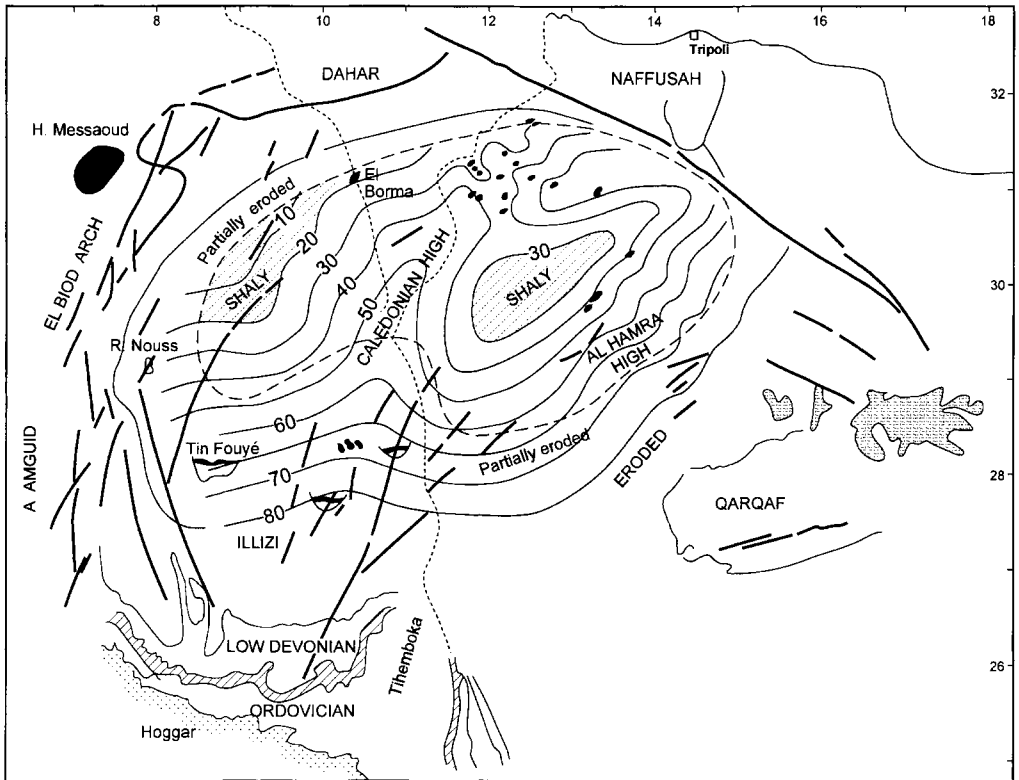 8 10 12 14 16 18
Tripoli
DAHAR
NAFFUSAH
32
H. Messaoud
El
Borma
Partially eroded
10
20
30
40
50
30
SHALY
SHALY
CALEDONIAN HIGH
EL BIOD ARCH
30
R. Nouss
AL HAMRA
HIGH
60
Tin Fouyé
Partially eroded
ERODED
28
70
80
A AMGUID
QARQAF
ILLIZI
LOW DEVONIAN
Tihemboka
26
ORDOVICIAN
Hoggar